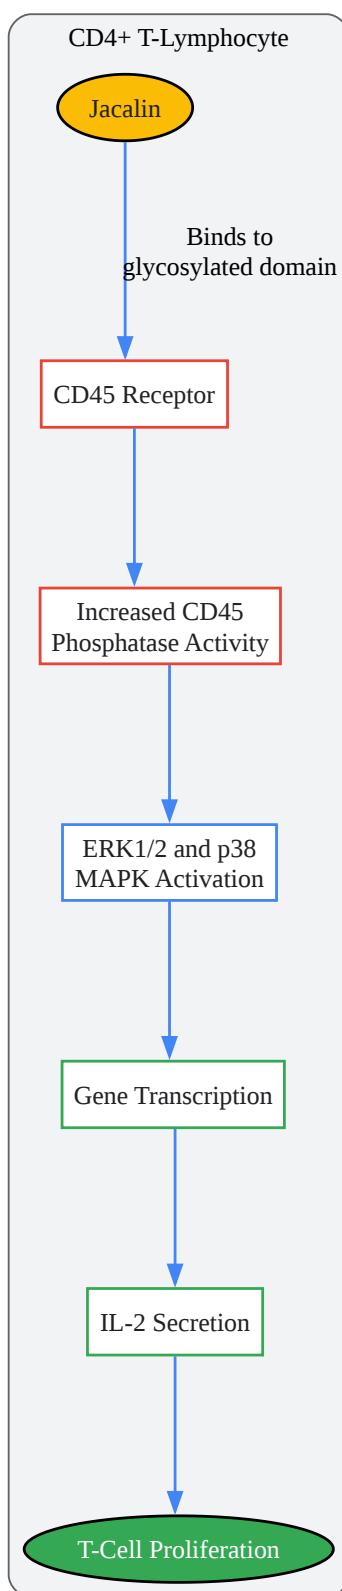 CD4+ T-Lymphocyte
Jacalin
Binds to
glycosylated domain
CD45 Receptor
Increased CD45
Phosphatase Activity
ERK1/2 and p38
MAPK Activation
Gene Transcription
IL-2 Secretion
T-Cell Proliferation